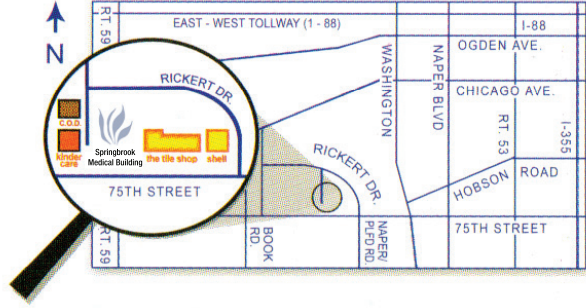 N
RT. 59
EAST - WEST TOLLWAY (1 - 88)
I-88
OGDEN AVE.
WASHINGTON
NAPER BLVD
CHICAGO AVE.
RT. 53
I-355
RICKERT DR.
C.O.D.
kinder
care
Springbrook
Medical Building
the tile shop
shell
75TH STREET
RICKERT DR.
HOBSON
ROAD
75TH STREET
RT. 59
BOOK
RD.
NAPER/
PLFD RD.